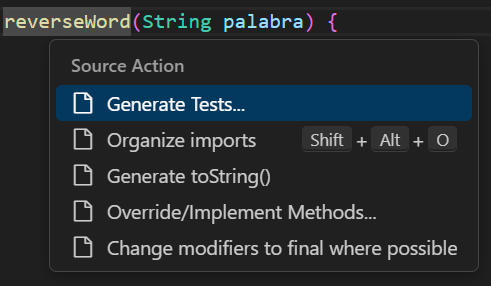 reverseWord(String palabra) {
Source Action
Generate Tests...
Organize imports Shift + Alt + O
Generate toString()
Override/Implement Methods...
Change modifiers to final where possible